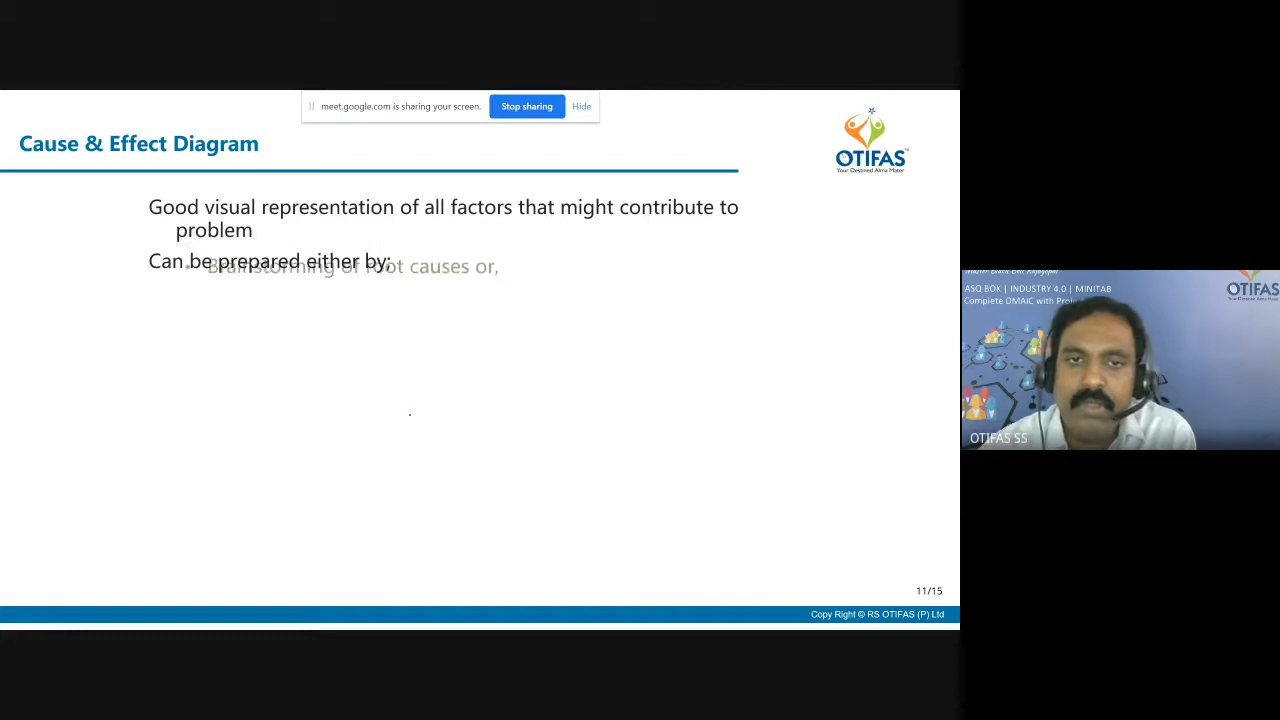 meet.google.com is sharing your screen.
Stop sharing
Hide
Cause & Effect Diagram
OTIFAS
Your Destined Alma Mater
Good visual representation of all factors that might contribute to
problem
Can be prepared either by;
• Brainstorming of root causes or,
11/15
Copy Right © RS OTIFAS (P) Ltd
ASQ BOK | INDUSTRY 4.0 | MINITAB
Complete DMAIC with
OTIFAS
OTIFAS SS